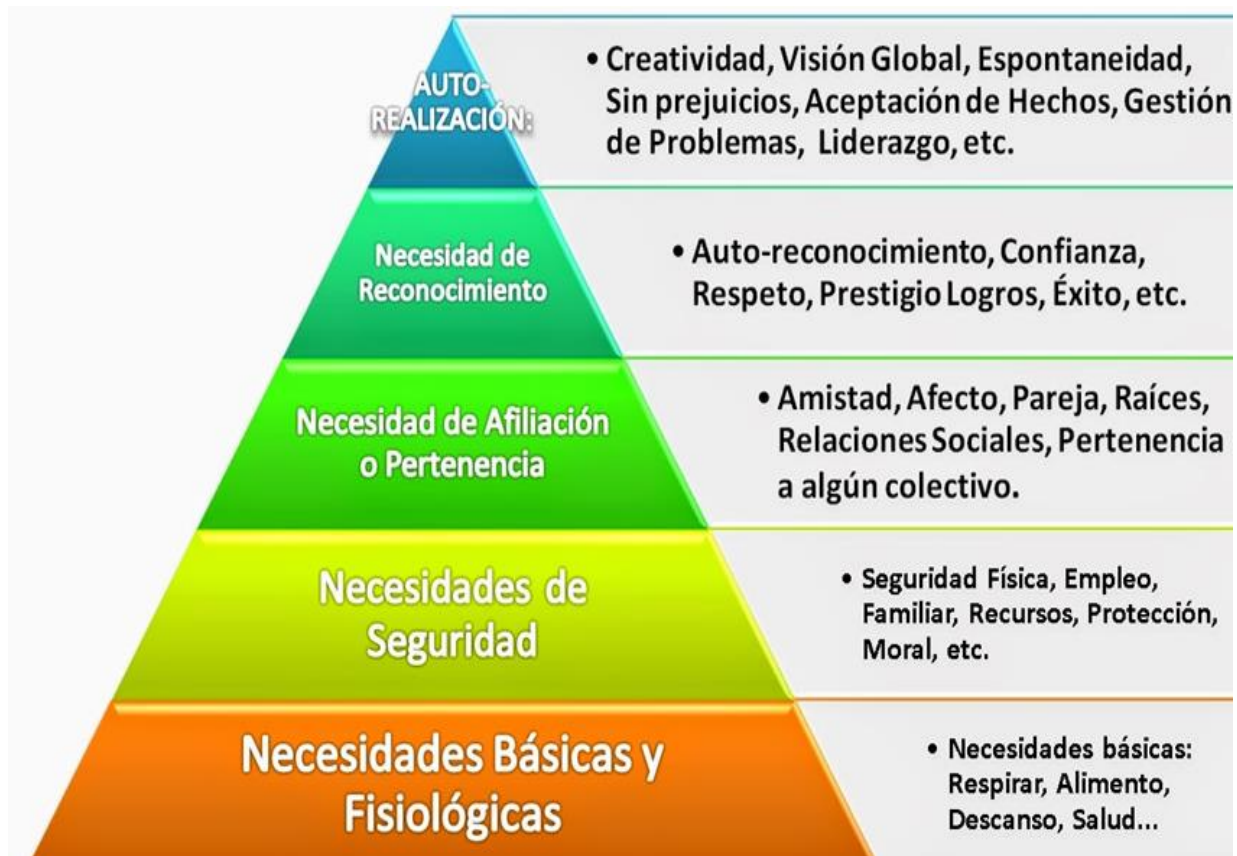 AUTO-
REALIZACIÓN:
• Creatividad, Visión Global, Espontaneidad,
Sin prejuicios, Aceptación de Hechos, Gestión
de Problemas, Liderazgo, etc.
Necesidad de
Reconocimiento
• Auto-reconocimiento, Confianza,
Respeto, Prestigio Logros, Éxito, etc.
Necesidad de Afiliación
o Pertenencia
• Amistad, Afecto, Pareja, Raíces,
Relaciones Sociales, Pertenencia
a algún colectivo.
Necesidades de
Seguridad
• Seguridad Física, Empleo,
Familiar, Recursos, Protección,
Moral, etc.
Necesidades Básicas y
Fisiológicas
• Necesidades básicas:
Respirar, Alimento,
Descanso, Salud...